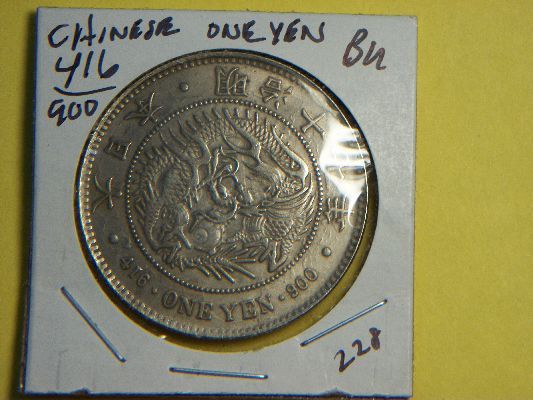 CHINESE ONE YEN
416
900
BU
大日本 · 明治十 年
· 416 · ONE YEN · 900 ·
228